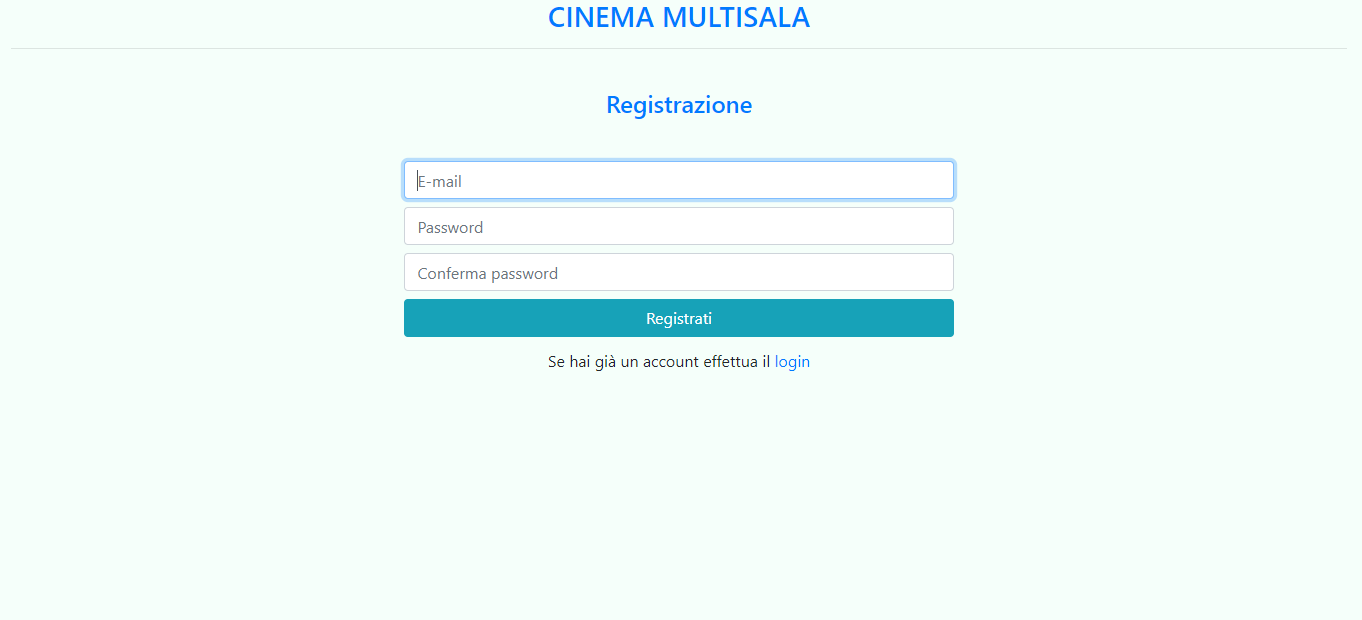 CINEMA MULTISALA
Registrazione
E-mail
Password
Conferma password
Registrati
Se hai già un account effettua il login